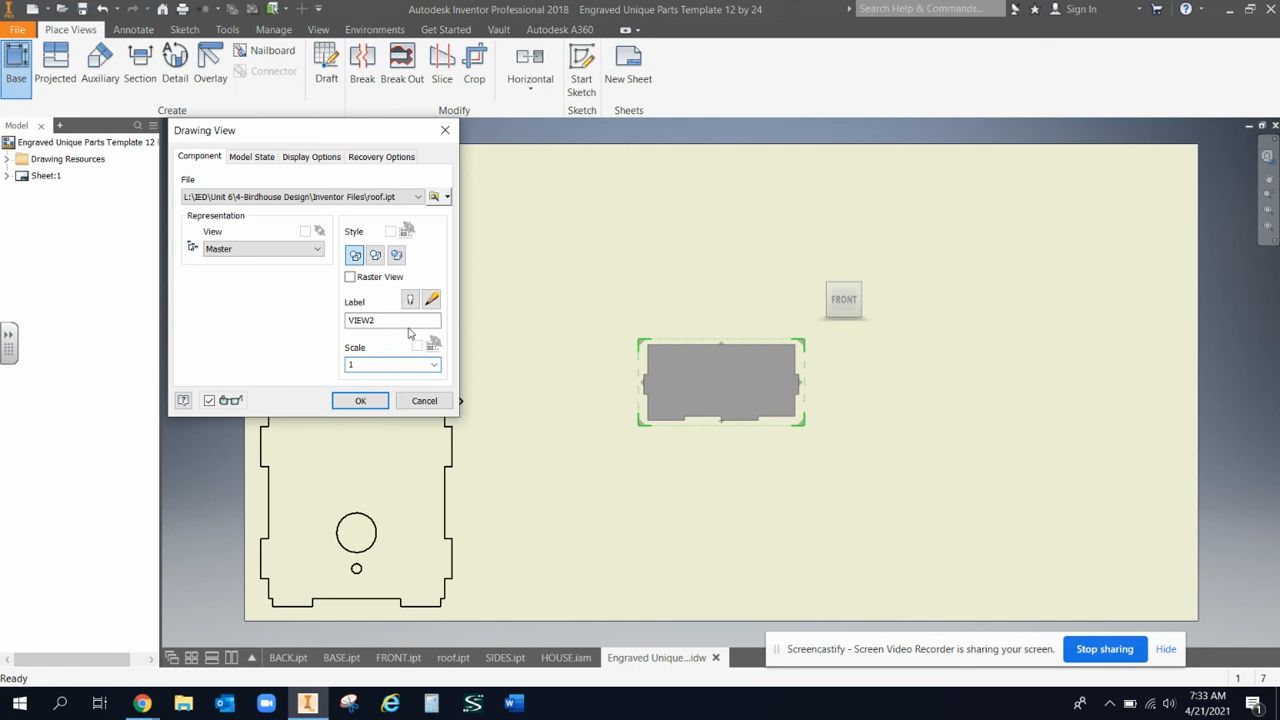 Autodesk Inventor Professional 2018   Engraved Unique Parts Template 12 by 24
Search Help & Commands...
Sign In
File
Place Views
Annotate
Sketch
Tools
Manage
View
Environments
Get Started
Vault
Autodesk A360
Base
Projected
Auxiliary
Section
Detail
Overlay
Nailboard
Connector
Draft
Break
Break Out
Slice
Crop
Horizontal
Start
Sketch
New Sheet
Create
Modify
Sketch
Sheets
Model
Engraved Unique Parts Template 12
Drawing Resources
Sheet:1
Drawing View
Component
Model State
Display Options
Recovery Options
File
L:\IED\Unit 6\4-Birdhouse Design\Inventor Files\roof.ipt
Representation
View
Master
Style
Raster View
Label
VIEW2
Scale
1
OK
Cancel
FRONT
BACK.ipt
BASE.ipt
FRONT.ipt
roof.ipt
SIDES.ipt
HOUSE.iam
Engraved Unique...idw
Screencastify - Screen Video Recorder is sharing your screen.
Stop sharing
Hide
Ready
1
7
7:33 AM
4/21/2021